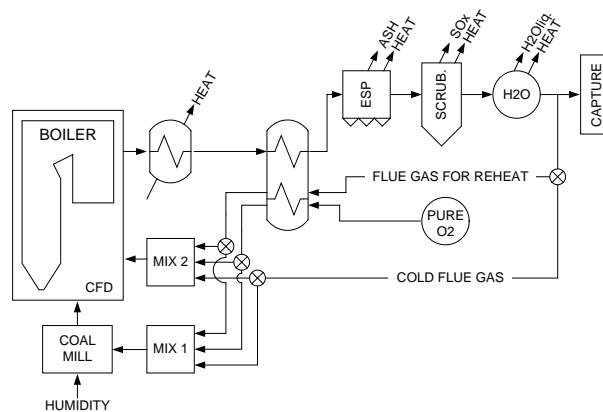 ASH
HEAT
SOx
HEAT
H2Oliq.
HEAT
ESP
SCRUB.
H2O
CAPTURE
HEAT
BOILER
FLUE GAS FOR REHEAT
PURE
O2
MIX 2
COLD FLUE GAS
CFD
COAL
MILL
MIX 1
HUMIDITY